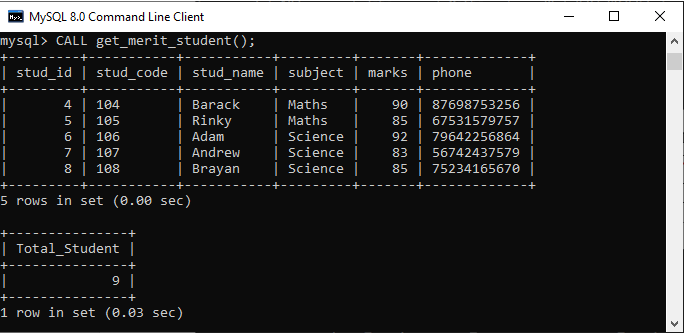 MySQL 8.0 Command Line Client
mysql> CALL get_merit_student();
+---------+-----------+-----------+---------+-------+-------------+
| stud_id | stud_code | stud_name | subject | marks | phone       |
+---------+-----------+-----------+---------+-------+-------------+
|       4 | 104       | Barack    | Maths   |    90 | 87698753256 |
|       5 | 105       | Rinky     | Maths   |    85 | 67531579757 |
|       6 | 106       | Adam      | Science |    92 | 79642256864 |
|       7 | 107       | Andrew    | Science |    83 | 56742437579 |
|       8 | 108       | Brayan    | Science |    85 | 75234165670 |
+---------+-----------+-----------+---------+-------+-------------+
5 rows in set (0.00 sec)
+---------------+
| Total_Student |
+---------------+
|             9 |
+---------------+
1 row in set (0.03 sec)